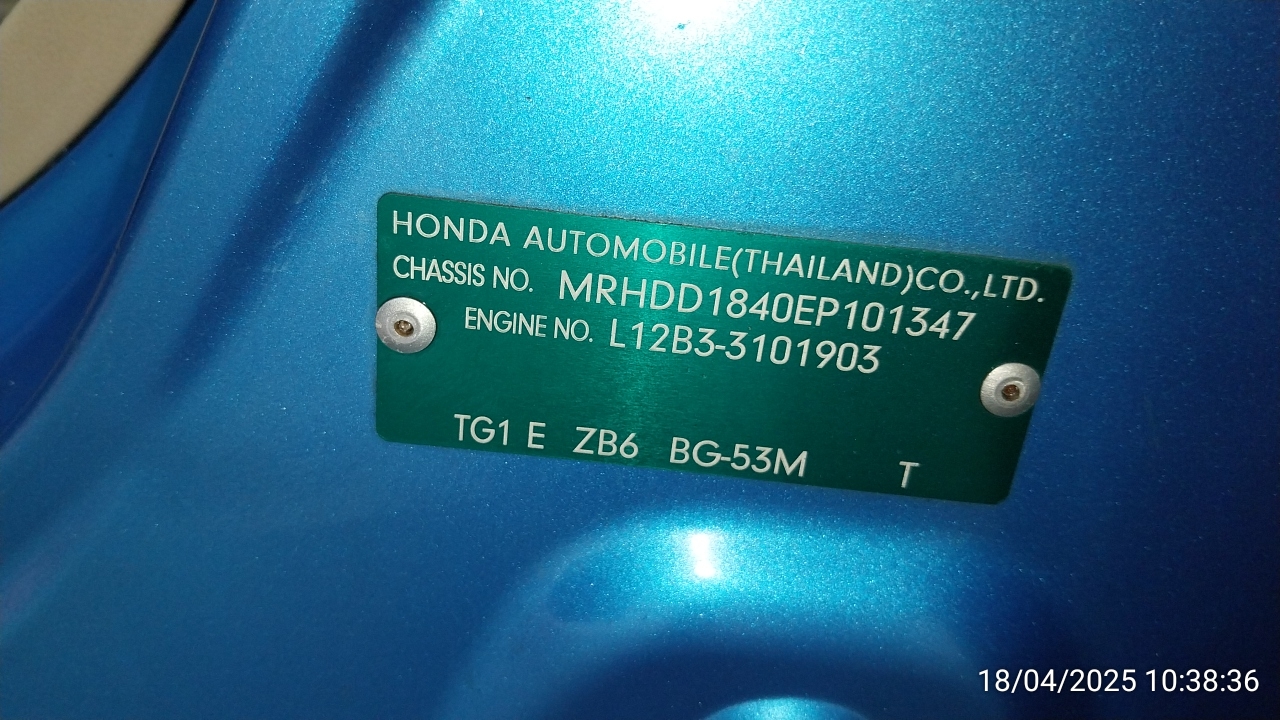 HONDA AUTOMOBILE(THAILAND)CO.,LTD.
CHASSIS NO. MRHDD1840EP101347
ENGINE NO. L12B3-3101903
TG1 E ZB6 BG-53M T
18/04/2025 10:38:36